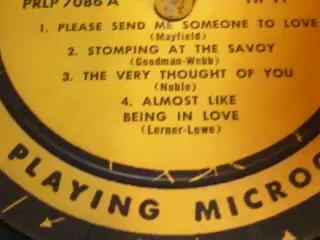 PRLP 7086 A
1. PLEASE SEND ME SOMEONE TO LOVE
(Mayfield)
2. STOMPING AT THE SAVOY
(Goodman-Webb)
3. THE VERY THOUGHT OF YOU
(Noble)
4. ALMOST LIKE
BEING IN LOVE
(Lerner-Lowe)
PLAYING MICROG